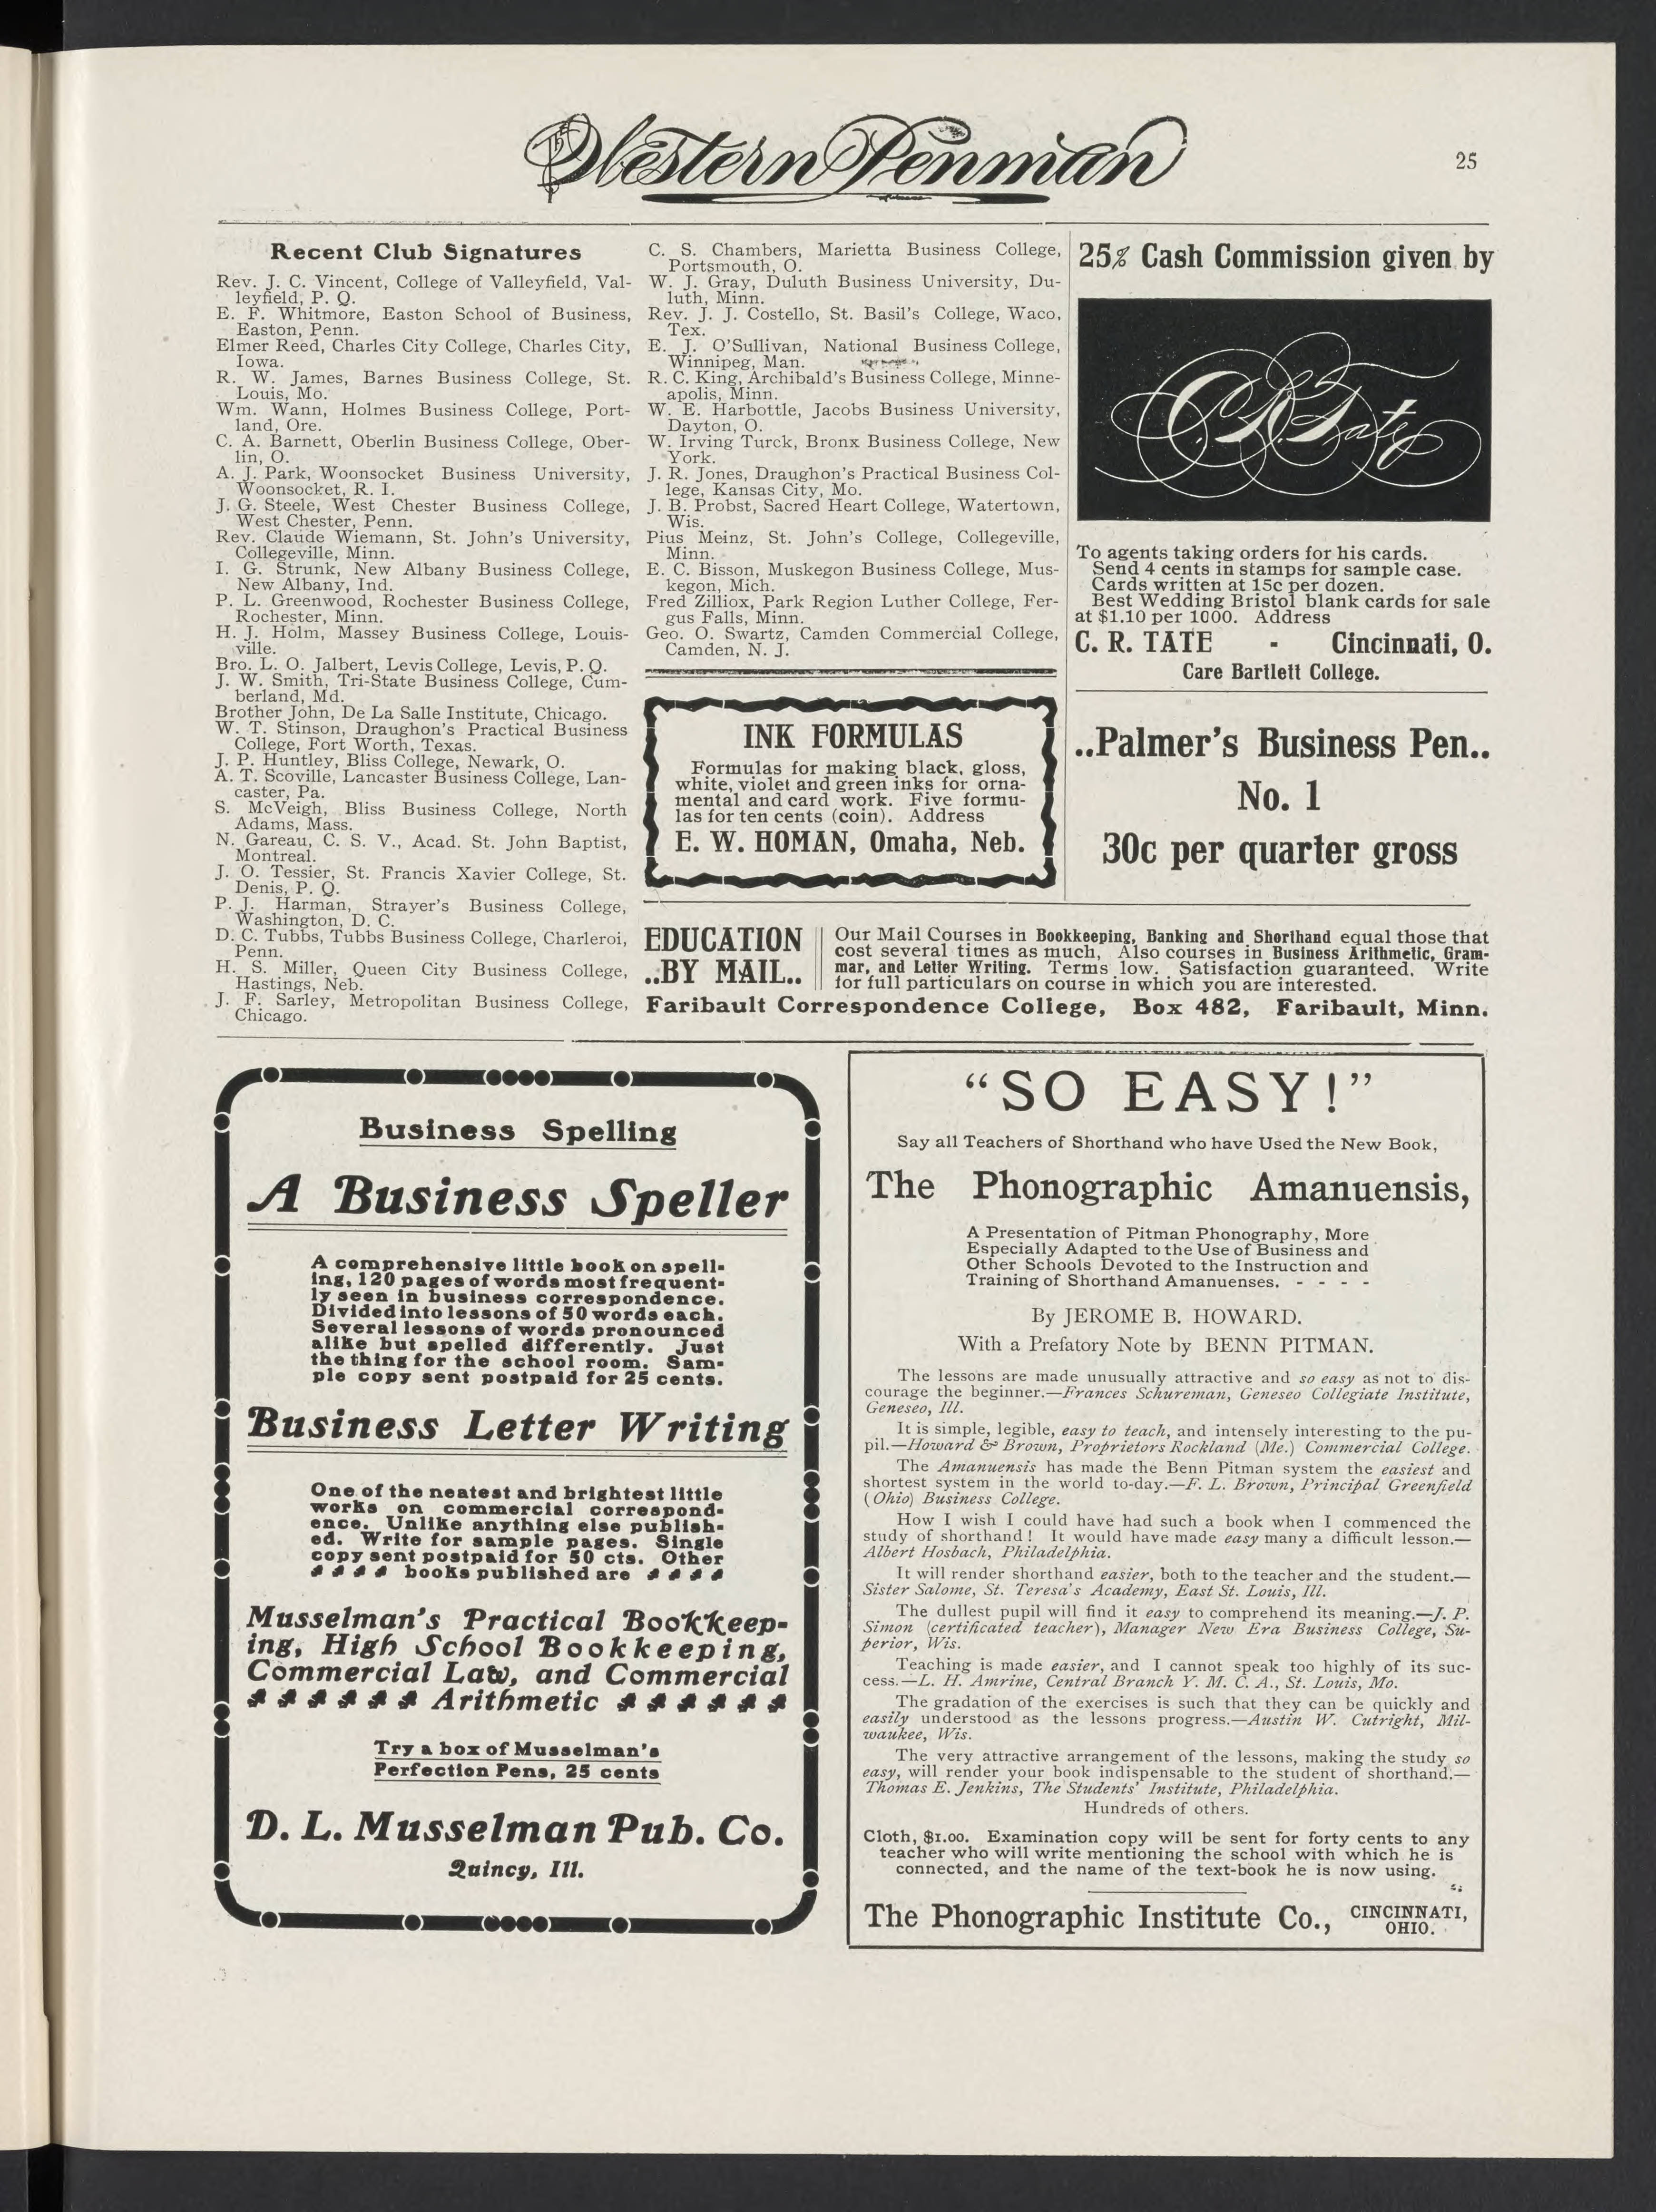 The Western Penman
25
Recent Club Signatures
Rev. J. C. Vincent, College of Valleyfield, Val-
leyfield, P. Q.
E. F. Whitmore, Easton School of Business,
Easton, Penn.
Elmer Reed, Charles City College, Charles City,
Iowa.
R. W. James, Barnes Business College, St.
Louis, Mo.
Wm. Wann, Holmes Business College, Port-
land, Ore.
C. A. Barnett, Oberlin Business College, Ober-
lin, O.
A. J. Park, Woonsocket Business University,
Woonsocket, R. I.
J. G. Steele, West Chester Business College,
West Chester, Penn.
Rev. Claude Wiemann, St. John's University,
Collegeville, Minn.
I. G. Strunk, New Albany Business College,
New Albany, Ind.
P. L. Greenwood, Rochester Business College,
Rochester, Minn.
H. J. Holm, Massey Business College, Louis-
ville.
Bro. L. O. Jalbert, Levis College, Levis, P. Q.
J. W. Smith, Tri-State Business College, Cum-
berland, Md.
Brother John, De La Salle Institute, Chicago.
W. T. Stinson, Draughon's Practical Business
College, Fort Worth, Texas.
J. P. Huntley, Bliss College, Newark, O.
A. T. Scoville, Lancaster Business College, Lan-
caster, Pa.
S. McVeigh, Bliss Business College, North
Adams, Mass.
N. Gareau, C. S. V., Acad. St. John Baptist,
Montreal.
J. O. Tessier, St. Francis Xavier College, St.
Denis, P. Q.
P. J. Harman, Strayer's Business College,
Washington, D. C.
D. C. Tubbs, Tubbs Business College, Charleroi,
Penn.
H. S. Miller, Queen City Business College,
Hastings, Neb.
J. F. Sarley, Metropolitan Business College,
Chicago.
C. S. Chambers, Marietta Business College,
Portsmouth, O.
W. J. Gray, Duluth Business University, Du-
luth, Minn.
Rev. J. J. Costello, St. Basil's College, Waco,
Tex.
E. J. O'Sullivan, National Business College,
Winnipeg, Man.
R. C. King, Archibald's Business College, Minne-
apolis, Minn.
W. E. Harbottle, Jacobs Business University,
Dayton, O.
W. Irving Turck, Bronx Business College, New
York.
J. R. Jones, Draughon's Practical Business Col-
lege, Kansas City, Mo.
J. B. Probst, Sacred Heart College, Watertown,
Wis.
Pius Meinz, St. John's College, Collegeville,
Minn.
E. C. Bisson, Muskegon Business College, Mus-
kegon, Mich.
Fred Zilliox, Park Region Luther College, Fer-
gus Falls, Minn.
Geo. O. Swartz, Camden Commercial College,
Camden, N. J.
INK FORMULAS
Formulas for making black, gloss,
white, violet and green inks for orna-
mental and card work. Five formu-
las for ten cents (coin). Address
E. W. HOMAN, Omaha, Neb.
25% Cash Commission given by
C. R. Tate
To agents taking orders for his cards.
Send 4 cents in stamps for sample case.
Cards written at 15c per dozen.
Best Wedding Bristol blank cards for sale
at $1.10 per 1000. Address
C. R. TATE - Cincinnati, O.
Care Bartlett College.
..Palmer's Business Pen..
No. 1
30c per quarter gross
EDUCATION
..BY MAIL..
Our Mail Courses in Bookkeeping, Banking and Shorthand equal those that
cost several times as much, Also courses in Business Arithmetic, Gram-
mar, and Letter Writing. Terms low. Satisfaction guaranteed. Write
for full particulars on course in which you are interested.
Faribault Correspondence College, Box 482, Faribault, Minn.
Business Spelling
A Business Speller
A comprehensive little book on spell-
ing, 120 pages of words most frequent-
ly seen in business correspondence.
Divided into lessons of 50 words each.
Several lessons of words pronounced
alike but spelled differently. Just
the thing for the school room. Sam-
ple copy sent postpaid for 25 cents.
Business Letter Writing
One of the neatest and brightest little
works on commercial correspond-
ence. Unlike anything else publish-
ed. Write for sample pages. Single
copy sent postpaid for 50 cts. Other
books published are
Musselman's Practical Bookkeep-
ing, High School Bookkeeping,
Commercial Law, and Commercial
Arithmetic
Try a box of Musselman's
Perfection Pens, 25 cents
D. L. Musselman Pub. Co.
Quincy, Ill.
"SO EASY!"
Say all Teachers of Shorthand who have Used the New Book,
The Phonographic Amanuensis,
A Presentation of Pitman Phonography, More
Especially Adapted to the Use of Business and
Other Schools Devoted to the Instruction and
Training of Shorthand Amanuenses. - - - -
By JEROME B. HOWARD.
With a Prefatory Note by BENN PITMAN.
The lessons are made unusually attractive and so easy as not to dis-
courage the beginner.—Frances Schureman, Geneseo Collegiate Institute,
Geneseo, Ill.
It is simple, legible, easy to teach, and intensely interesting to the pu-
pil.—Howard & Brown, Proprietors Rockland (Me.) Commercial College.
The Amanuensis has made the Benn Pitman system the easiest and
shortest system in the world to-day.—F. L. Brown, Principal Greenfield
(Ohio) Business College.
How I wish I could have had such a book when I commenced the
study of shorthand! It would have made easy many a difficult lesson.—
Albert Hosbach, Philadelphia.
It will render shorthand easier, both to the teacher and the student.—
Sister Salome, St. Teresa's Academy, East St. Louis, Ill.
The dullest pupil will find it easy to comprehend its meaning.—J. P.
Simon (certificated teacher), Manager New Era Business College, Su-
perior, Wis.
Teaching is made easier, and I cannot speak too highly of its suc-
cess.—L. H. Amrine, Central Branch Y. M. C. A., St. Louis, Mo.
The gradation of the exercises is such that they can be quickly and
easily understood as the lessons progress.—Austin W. Cutright, Mil-
waukee, Wis.
The very attractive arrangement of the lessons, making the study so
easy, will render your book indispensable to the student of shorthand.—
Thomas E. Jenkins, The Students' Institute, Philadelphia.
Hundreds of others.
Cloth, $1.00. Examination copy will be sent for forty cents to any
teacher who will write mentioning the school with which he is
connected, and the name of the text-book he is now using.
The Phonographic Institute Co., CINCINNATI,
OHIO.